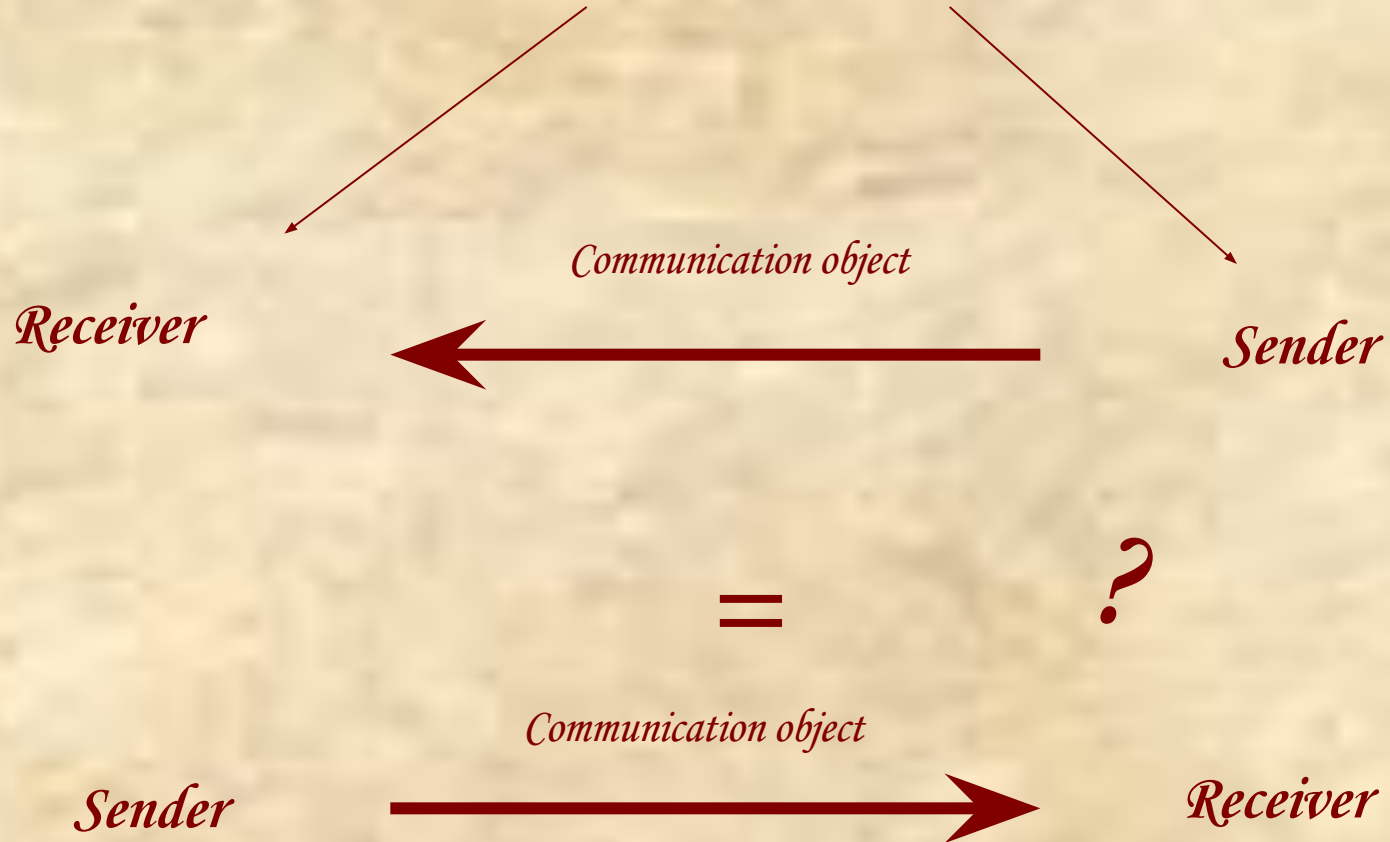 Communication object
Receiver
Sender
=
?
Communication object
Sender
Receiver